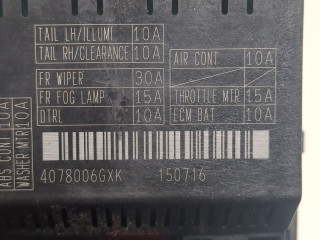 TAIL LH/ILLUMI 10A
TAIL RH/CLEARANCE 10A
AIR CONT 10A
FR WIPER 30A
FR FOG LAMP 15A THROTTLE MTR 15A
DTRL 10A ECM BAT 10A
ABS CONT 10A
WASHER MTR 10A
4078006GXK 150716